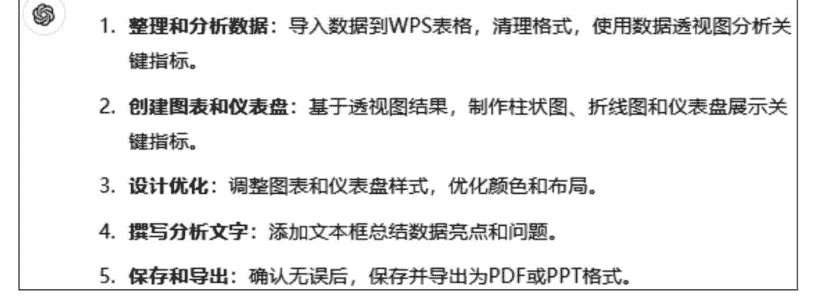 1. 整理和分析数据：导入数据到WPS表格，清理格式，使用数据透视图分析关
键指标。
2. 创建图表和仪表盘：基于透视图结果，制作柱状图、折线图和仪表盘展示关
键指标。
3. 设计优化：调整图表和仪表盘样式，优化颜色和布局。
4. 撰写分析文字：添加文本框总结数据亮点和问题。
5. 保存和导出：确认无误后，保存并导出为PDF或PPT格式。